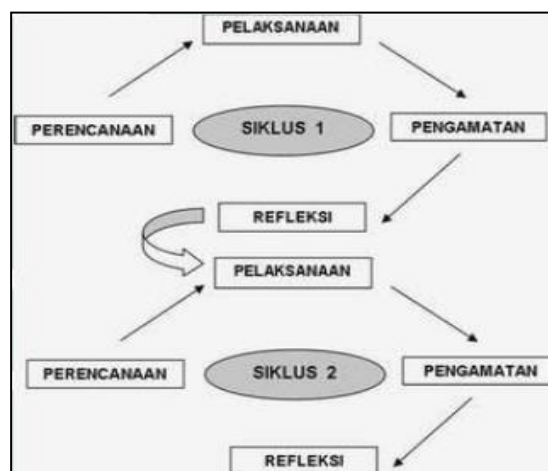 PELAKSANAAN
PERENCANAAN
SIKLUS 1
PENGAMATAN
REFLEKSI
PELAKSANAAN
PERENCANAAN
SIKLUS 2
PENGAMATAN
REFLEKSI